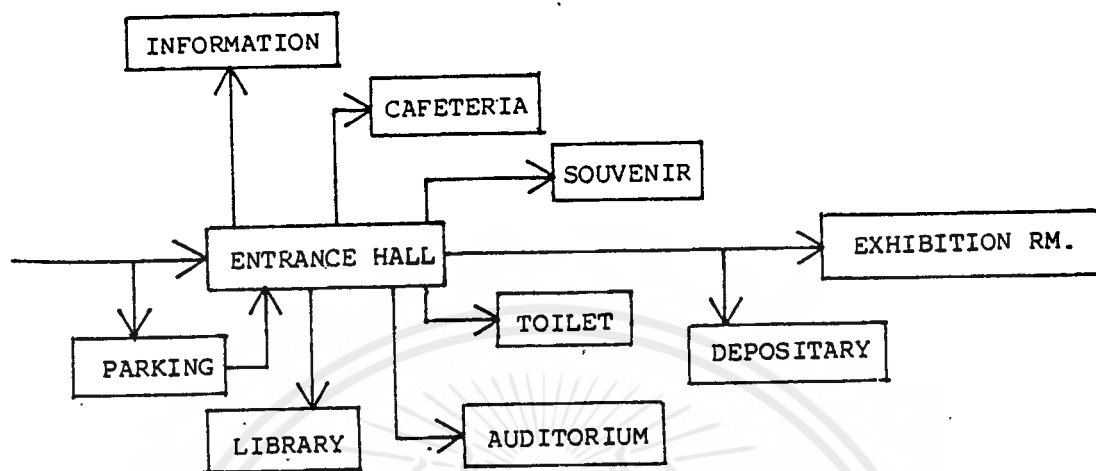 INFORMATION
CAFETERIA
SOUVENIR
ENTRANCE HALL
EXHIBITION RM.
TOILET
PARKING
DEPOSITARY
LIBRARY
AUDITORIUM